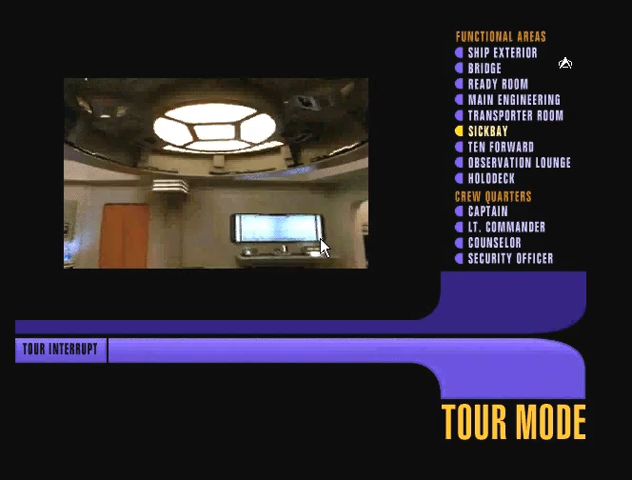 FUNCTIONAL AREAS
SHIP EXTERIOR
BRIDGE
READY ROOM
MAIN ENGINEERING
TRANSPORTER ROOM
SICKBAY
TEN FORWARD
OBSERVATION LOUNGE
HOLODECK
CREW QUARTERS
CAPTAIN
LT. COMMANDER
COUNSELOR
SECURITY OFFICER
TOUR INTERRUPT
TOUR MODE